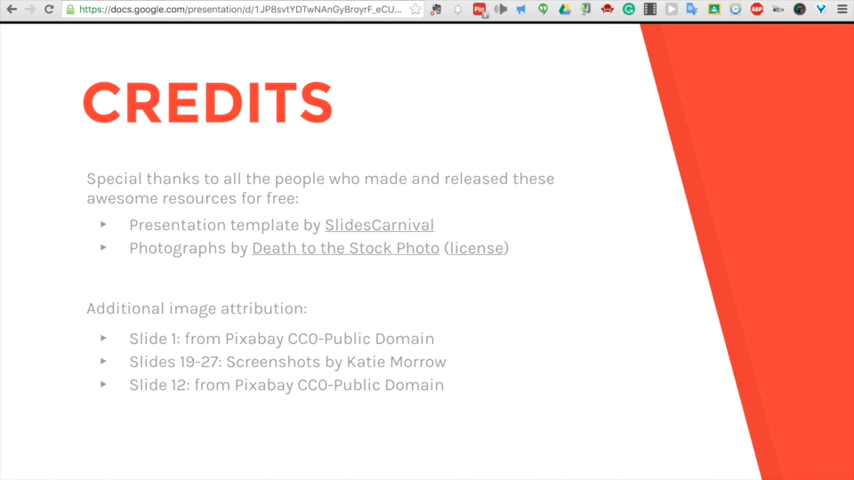 https://docs.google.com/presentation/d/1JP8svtYDTwNAnGyBroyrF_eCU...
CREDITS
Special thanks to all the people who made and released these
awesome resources for free:
Presentation template by SlidesCarnival
Photographs by Death to the Stock Photo (license)
Additional image attribution:
Slide 1: from Pixabay CC0-Public Domain
Slides 19-27: Screenshots by Katie Morrow
Slide 12: from Pixabay CC0-Public Domain